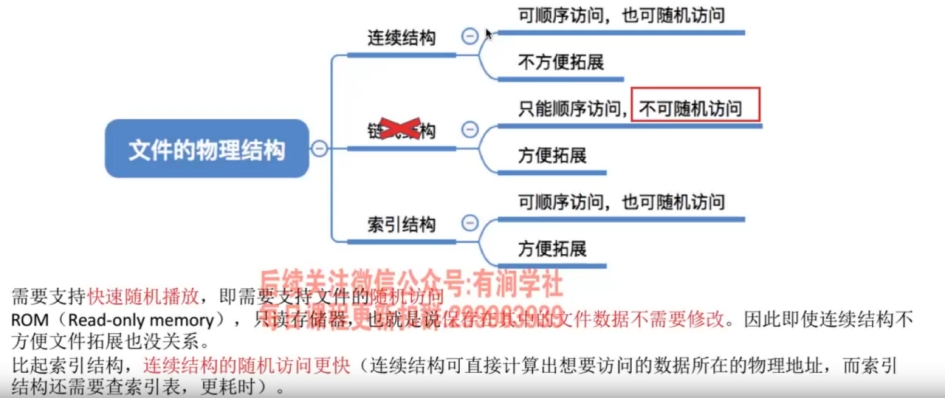 可顺序访问，也可随机访问
连续结构
不方便拓展
只能顺序访问，不可随机访问
链式结构
文件的物理结构
方便拓展
可顺序访问，也可随机访问
索引结构
方便拓展
后续关注微信公众号:有涧学社
需要支持快速随机播放，即需要支持文件的随机访问
ROM（Read-only memory），只读存储器，也就是说保存在其中的文件数据不需要修改。因此即使连续结构不
方便文件拓展也没关系。
比起索引结构，连续结构的随机访问更快（连续结构可直接计算出想要访问的数据所在的物理地址，而索引
结构还需要查索引表，更耗时）。